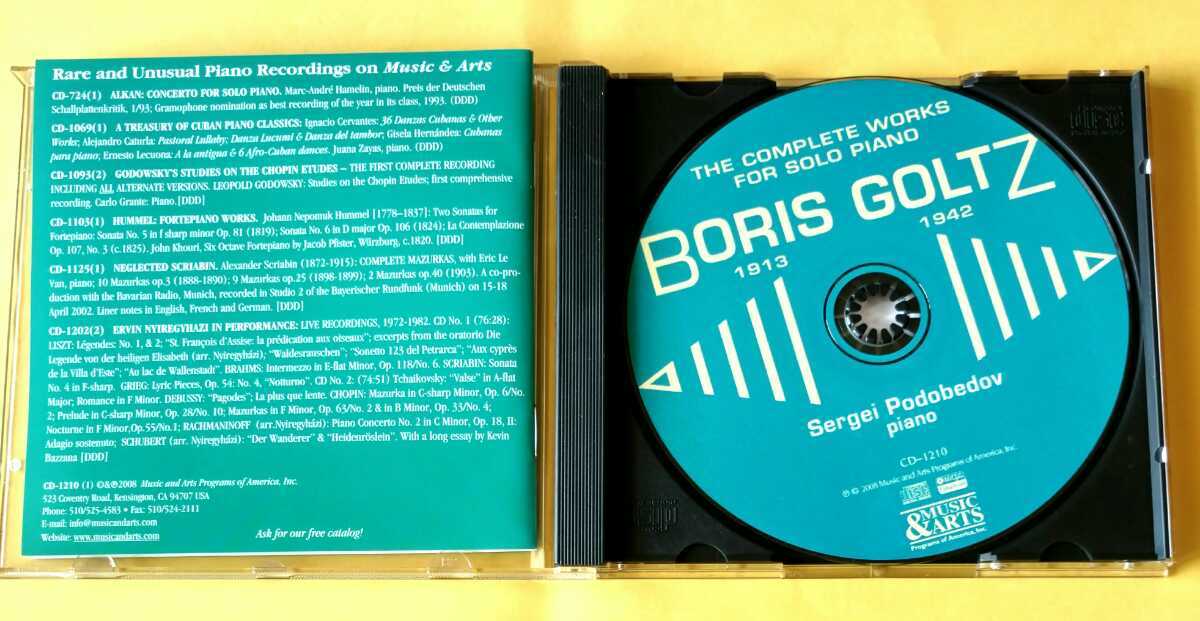 Rare and Unusual Piano Recordings on Music & Arts
CD-724(1) ALKAN: CONCERTO FOR SOLO PIANO. Marc-André Hamelin, piano. Preis der Deutschen
Schallplattenkritik, 1/93; Gramophone nomination as best recording of the year in its class, 1993. (DDD)
CD-1069(1) A TREASURY OF CUBAN PIANO CLASSICS: Ignacio Cervantes: 36 Danzas Cubanas & Other
Works; Alejandro Caturla: Pastoral Lullaby; Danza Lucumi & Danza del tambor; Gisela Hernández: Cubanas
para piano; Ernesto Lecuona: A la antigua & 6 Afro-Cuban dances. Juana Zayas, piano. (DDD)
CD-1093(2) GODOWSKY'S STUDIES ON THE CHOPIN ETUDES – THE FIRST COMPLETE RECORDING
INCLUDING ALL ALTERNATE VERSIONS. LEOPOLD GODOWSKY: Studies on the Chopin Etudes; first comprehensive
recording. Carlo Grante: Piano.[DDD]
CD-1103(1) HUMMEL: FORTEPIANO WORKS. Johann Nepomuk Hummel [1778–1837]: Two Sonatas for
Fortepiano: Sonata No. 5 in f sharp minor Op. 81 (1819); Sonata No. 6 in D major Op. 106 (1824); La Contemplazione
Op. 107, No. 3 (c.1825). John Khouri, Six Octave Fortepiano by Jacob Pfister, Würzburg, c.1820. [DDD]
CD-1125(1) NEGLECTED SCRIABIN. Alexander Scriabin (1872-1915): COMPLETE MAZURKAS, with Eric Le
Van, piano; 10 Mazurkas op.3 (1888-1890); 9 Mazurkas op.25 (1898-1899); 2 Mazurkas op.40 (1903). A co-pro-
duction with the Bavarian Radio, Munich, recorded in Studio 2 of the Bayerischer Rundfunk (Munich) on 15-18
April 2002. Liner notes in English, French and German. [DDD]
CD-1202(2) ERVIN NYIREGYHAZI IN PERFORMANCE: LIVE RECORDINGS, 1972-1982. CD No. 1 (76:28):
LISZT: Légendes: No. 1, & 2; "St. François d'Assise: la prédication aux oiseaux"; excerpts from the oratorio Die
Legende von der heiligen Elisabeth (arr. Nyiregyházi); "Waldesrauschen"; "Sonetto 123 del Petrarca"; "Aux cyprès
de la Villa d'Este"; "Au lac de Wallenstadt". BRAHMS: Intermezzo in E-flat Minor, Op. 118/No. 6. SCRIABIN: Sonata
No. 4 in F-sharp. GRIEG: Lyric Pieces, Op. 54: No. 4, "Notturno". CD No. 2: (74:51) Tchaikovsky: "Valse" in A-flat
Major; Romance in F Minor. DEBUSSY: "Pagodes"; La plus que lente. CHOPIN: Mazurka in C-sharp Minor, Op. 6/No.
2; Prelude in C-sharp Minor, Op. 28/No. 10; Mazurkas in F Minor, Op. 63/No. 2 & in B Minor, Op. 33/No. 4;
Nocturne in F Minor,Op.55/No.1; RACHMANINOFF (arr.Nyiregyházi): Piano Concerto No. 2 in C Minor, Op. 18, II:
Adagio sostenuto; SCHUBERT (arr. Nyiregyházi): "Der Wanderer" & "Heidenröslein". With a long essay by Kevin
Bazzana [DDD]
CD-1210 (1) ©&℗2008 Music and Arts Programs of America, Inc.
523 Coventry Road, Kensington, CA 94707 USA
Phone: 510/525-4583 • Fax: 510/524-2111
E-mail: info@musicandarts.com
Website: www.musicandarts.com
Ask for our free catalog!
THE COMPLETE WORKS
FOR SOLO PIANO
BORIS GOLTZ
1913
1942
Sergei Podobedov
piano
CD–1210
℗ © 2008 Music and Arts Programs of America, Inc.
MUSIC
&ARTS
Programs of America, Inc.